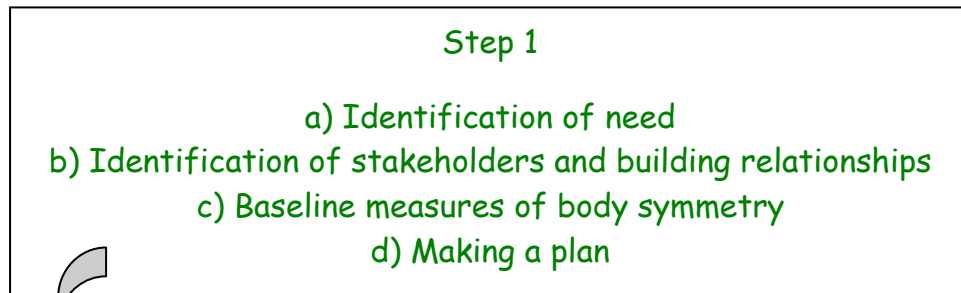 Step 1
a) Identification of need
b) Identification of stakeholders and building relationships
c) Baseline measures of body symmetry
d) Making a plan